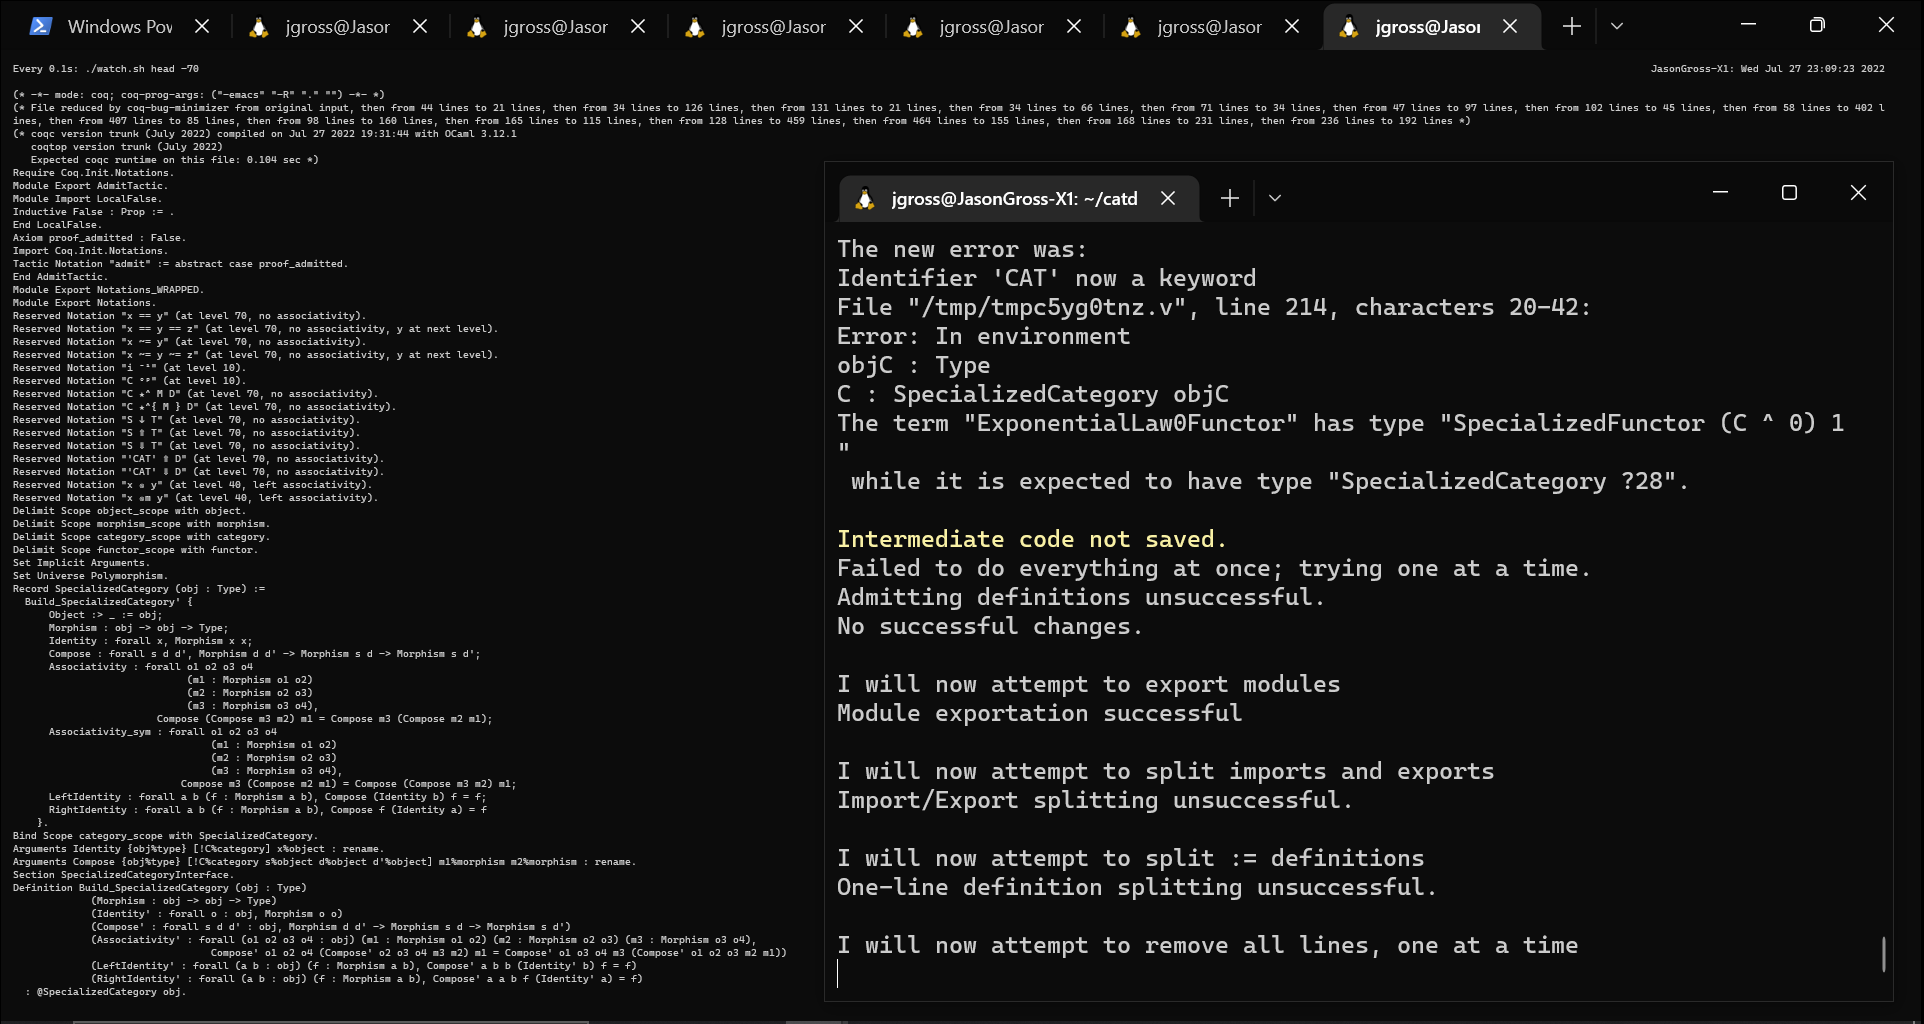 Windows Pov
jgross@Jasor
jgross@Jasor
jgross@Jasor
jgross@Jasor
jgross@Jasor
jgross@Jasor
Every 0.1s: ./watch.sh head -70
JasonGross-X1: Wed Jul 27 23:09:23 2022
(* -*- mode: coq; coq-prog-args: ("-emacs" "-R" "." "") -*- *)
(* File reduced by coq-bug-minimizer from original input, then from 44 lines to 21 lines, then from 34 lines to 126 lines, then from 131 lines to 21 lines, then from 34 lines to 66 lines, then from 71 lines to 34 lines, then from 47 lines to 97 lines, then from 102 lines to 45 lines, then from 58 lines to 402 l
ines, then from 407 lines to 85 lines, then from 98 lines to 160 lines, then from 165 lines to 115 lines, then from 128 lines to 459 lines, then from 464 lines to 155 lines, then from 168 lines to 231 lines, then from 236 lines to 192 lines *)
(* coqc version trunk (July 2022) compiled on Jul 27 2022 19:31:44 with OCaml 3.12.1
coqtop version trunk (July 2022)
Expected coqc runtime on this file: 0.104 sec *)
Require Coq.Init.Notations.
Module Export AdmitTactic.
Module Import LocalFalse.
Inductive False : Prop := .
End LocalFalse.
Axiom proof_admitted : False.
Import Coq.Init.Notations.
Tactic Notation "admit" := abstract case proof_admitted.
End AdmitTactic.
Module Export Notations_WRAPPED.
Module Export Notations.
Reserved Notation "x == y" (at level 70, no associativity).
Reserved Notation "x == y == z" (at level 70, no associativity, y at next level).
Reserved Notation "x ~= y" (at level 70, no associativity).
Reserved Notation "x ~= y ~= z" (at level 70, no associativity, y at next level).
Reserved Notation "i ⁻¹" (at level 10).
Reserved Notation "C ᵒᵖ" (at level 10).
Reserved Notation "C ★^ M D" (at level 70, no associativity).
Reserved Notation "C ★^{ M } D" (at level 70, no associativity).
Reserved Notation "S ↓ T" (at level 70, no associativity).
Reserved Notation "S ⇑ T" (at level 70, no associativity).
Reserved Notation "S ⇓ T" (at level 70, no associativity).
Reserved Notation "'CAT' ⇑ D" (at level 70, no associativity).
Reserved Notation "'CAT' ⇓ D" (at level 70, no associativity).
Reserved Notation "x ⊗ y" (at level 40, left associativity).
Reserved Notation "x ⊗m y" (at level 40, left associativity).
Delimit Scope object_scope with object.
Delimit Scope morphism_scope with morphism.
Delimit Scope category_scope with category.
Delimit Scope functor_scope with functor.
Set Implicit Arguments.
Set Universe Polymorphism.
Record SpecializedCategory (obj : Type) :=
Build_SpecializedCategory' {
Object :> _ := obj;
Morphism : obj -> obj -> Type;
Identity : forall x, Morphism x x;
Compose : forall s d d', Morphism d d' -> Morphism s d -> Morphism s d';
Associativity : forall o1 o2 o3 o4
(m1 : Morphism o1 o2)
(m2 : Morphism o2 o3)
(m3 : Morphism o3 o4),
Compose (Compose m3 m2) m1 = Compose m3 (Compose m2 m1);
Associativity_sym : forall o1 o2 o3 o4
(m1 : Morphism o1 o2)
(m2 : Morphism o2 o3)
(m3 : Morphism o3 o4),
Compose m3 (Compose m2 m1) = Compose (Compose m3 m2) m1;
LeftIdentity : forall a b (f : Morphism a b), Compose (Identity b) f = f;
RightIdentity : forall a b (f : Morphism a b), Compose f (Identity a) = f
}.
Bind Scope category_scope with SpecializedCategory.
Arguments Identity {obj%type} [!C%category] x%object : rename.
Arguments Compose {obj%type} [!C%category s%object d%object d'%object] m1%morphism m2%morphism : rename.
Section SpecializedCategoryInterface.
Definition Build_SpecializedCategory (obj : Type)
(Morphism : obj -> obj -> Type)
(Identity' : forall o : obj, Morphism o o)
(Compose' : forall s d d' : obj, Morphism d d' -> Morphism s d -> Morphism s d')
(Associativity' : forall (o1 o2 o3 o4 : obj) (m1 : Morphism o1 o2) (m2 : Morphism o2 o3) (m3 : Morphism o3 o4),
Compose' o1 o2 o4 (Compose' o2 o3 o4 m3 m2) m1 = Compose' o1 o3 o4 m3 (Compose' o1 o2 o3 m2 m1))
(LeftIdentity' : forall (a b : obj) (f : Morphism a b), Compose' a b b (Identity' b) f = f)
(RightIdentity' : forall (a b : obj) (f : Morphism a b), Compose' a a b f (Identity' a) = f)
: @SpecializedCategory obj.
jgross@JasonGross-X1: ~/catd
The new error was:
Identifier 'CAT' now a keyword
File "/tmp/tmpc5yg0tnz.v", line 214, characters 20-42:
Error: In environment
objC : Type
C : SpecializedCategory objC
The term "ExponentialLaw0Functor" has type "SpecializedFunctor (C ^ 0) 1
"
while it is expected to have type "SpecializedCategory ?28".
Intermediate code not saved.
Failed to do everything at once; trying one at a time.
Admitting definitions unsuccessful.
No successful changes.
I will now attempt to export modules
Module exportation successful
I will now attempt to split imports and exports
Import/Export splitting unsuccessful.
I will now attempt to split := definitions
One-line definition splitting unsuccessful.
I will now attempt to remove all lines, one at a time